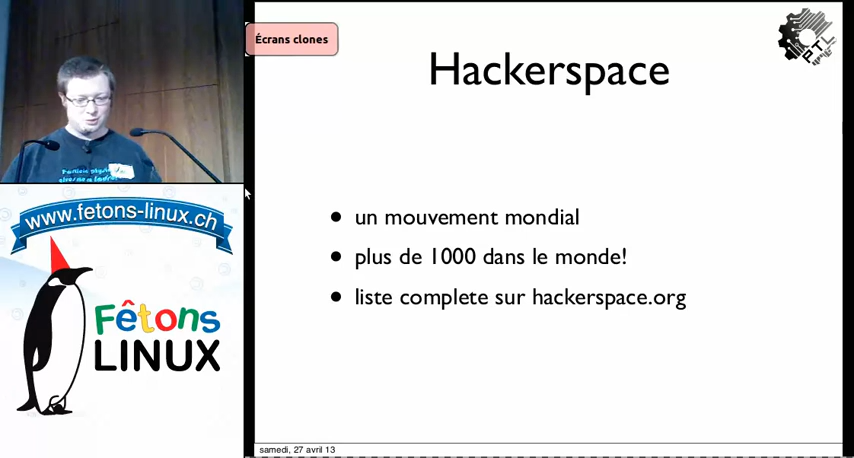 Écrans clones
Hackerspace
PTL
un mouvement mondial
plus de 1000 dans le monde!
liste complete sur hackerspace.org
samedi, 27 avril 13
www.fetons-linux.ch
Fêtons
LINUX